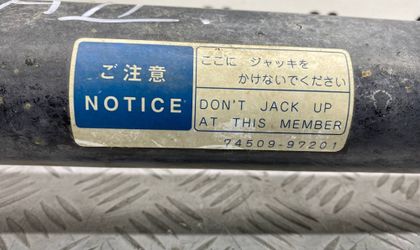 ご注意
NOTICE
ここに ジャッキを
かけないでください
DON'T JACK UP
AT THIS MEMBER
74509-97201